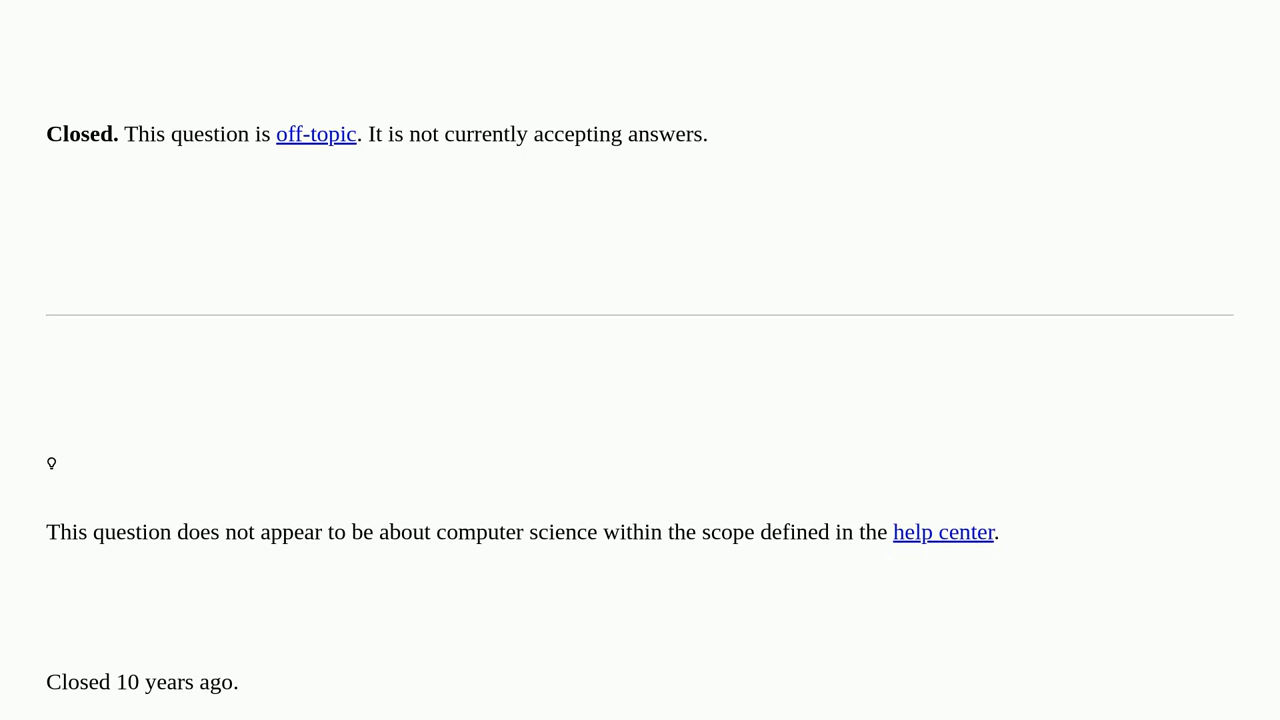 Closed. This question is off-topic. It is not currently accepting answers.
This question does not appear to be about computer science within the scope defined in the help center.
Closed 10 years ago.